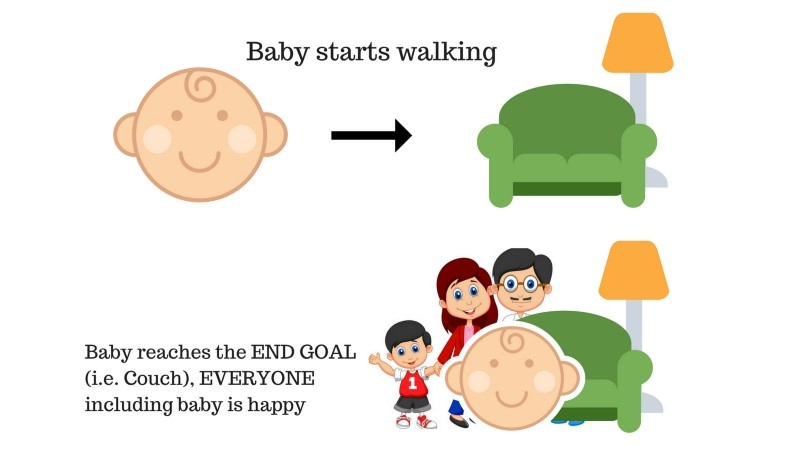 Baby starts walking
Baby reaches the END GOAL
(i.e. Couch), EVERYONE
including baby is happy
1